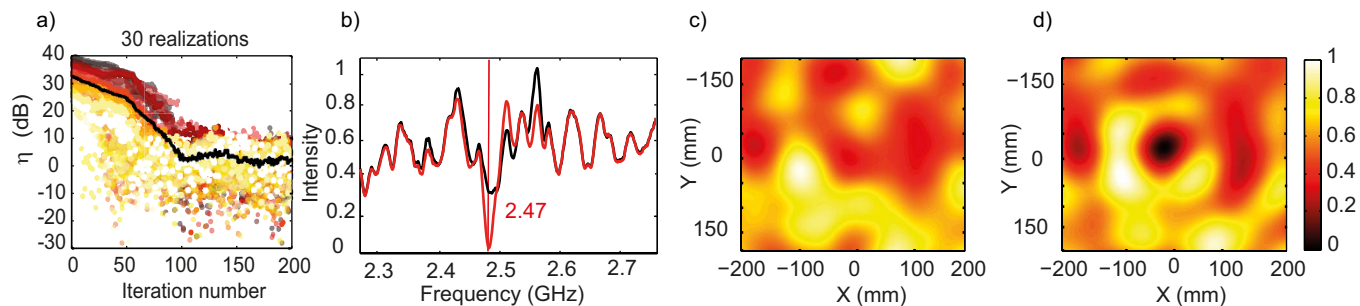 a)
30 realizations
40
30
20
10
0
-10
-20
-30
η (dB)
0 50 100 150 200
Iteration number
b)
1
0.8
0.6
0.4
0.2
0
Intensity
2.47
2.3 2.4 2.5 2.6 2.7
Frequency (GHz)
c)
−150
0
150
Y (mm)
−200 −100 0 100 200
X (mm)
d)
−150
0
150
Y (mm)
−200 −100 0 100 200
X (mm)
1
0.8
0.6
0.4
0.2
0